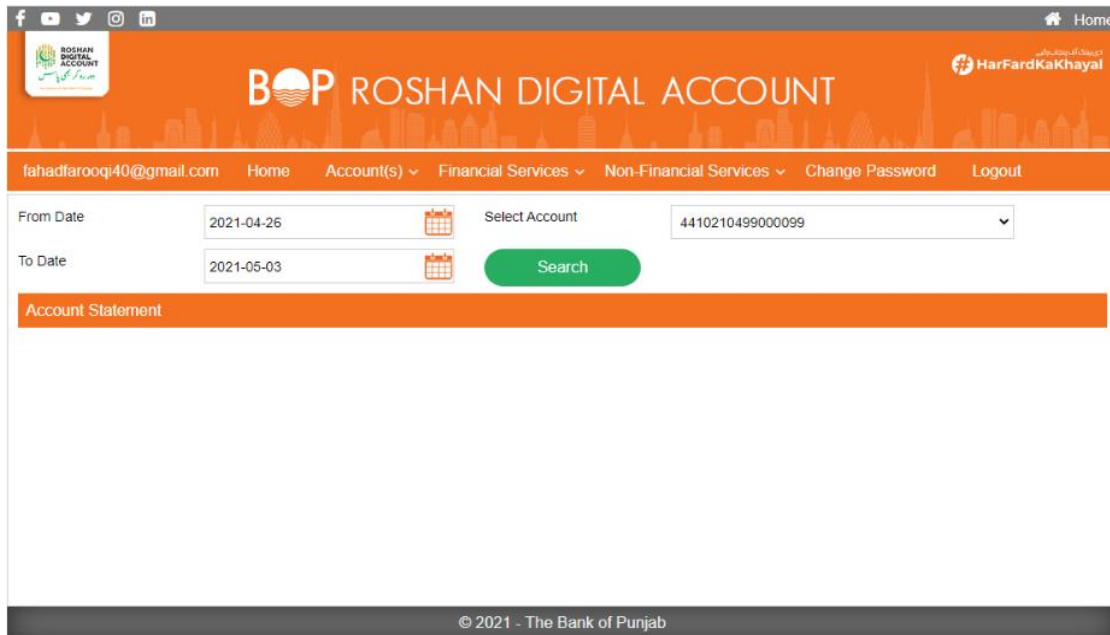 Home
ROSHAN
DIGITAL
ACCOUNT
BOP ROSHAN DIGITAL ACCOUNT
#HarFardKaKhayal
fahadfarooqi40@gmail.com Home Account(s) Financial Services Non-Financial Services Change Password Logout
From Date 2021-04-26 Select Account 4410210499000099
To Date 2021-05-03 Search
Account Statement
© 2021 - The Bank of Punjab